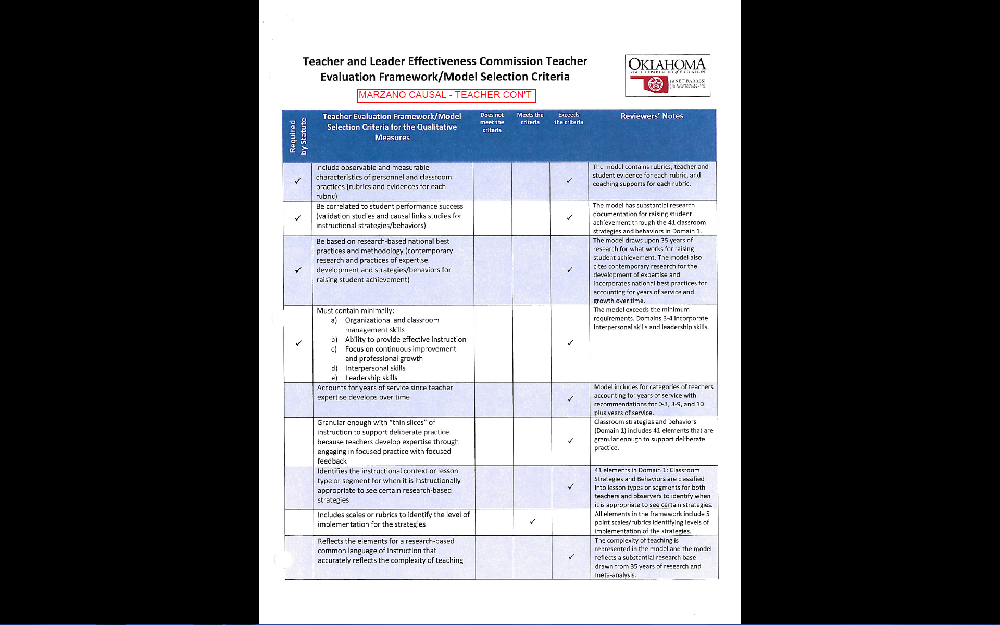 Teacher and Leader Effectiveness Commission Teacher
Evaluation Framework/Model Selection Criteria
MARZANO CAUSAL - TEACHER CON'T
OKLAHOMA
STATE DEPARTMENT of EDUCATION
JANET BARRESI
STATE SUPERINTENDENT
of PUBLIC INSTRUCTION
Required
by Statute
Teacher Evaluation Framework/Model
Selection Criteria for the Qualitative
Measures
Does not
meet the
criteria
Meets the
criteria
Exceeds
the criteria
Reviewers' Notes
✓
Include observable and measurable
characteristics of personnel and classroom
practices (rubrics and evidences for each
rubric)
✓
The model contains rubrics, teacher and
student evidence for each rubric, and
coaching supports for each rubric.
✓
Be correlated to student performance success
(validation studies and causal links studies for
instructional strategies/behaviors)
✓
The model has substantial research
documentation for raising student
achievement through the 41 classroom
strategies and behaviors in Domain 1.
✓
Be based on research-based national best
practices and methodology (contemporary
research and practices of expertise
development and strategies/behaviors for
raising student achievement)
✓
The model draws upon 35 years of
research for what works for raising
student achievement. The model also
cites contemporary research for the
development of expertise and
incorporates national best practices for
accounting for years of service and
growth over time.
✓
Must contain minimally:
a) Organizational and classroom
management skills
b) Ability to provide effective instruction
c) Focus on continuous improvement
and professional growth
d) Interpersonal skills
e) Leadership skills
✓
The model exceeds the minimum
requirements. Domains 3-4 incorporate
interpersonal skills and leadership skills.
Accounts for years of service since teacher
expertise develops over time
✓
Model includes for categories of teachers
accounting for years of service with
recommendations for 0-3, 3-9, and 10
plus years of service.
Granular enough with "thin slices" of
instruction to support deliberate practice
because teachers develop expertise through
engaging in focused practice with focused
feedback
✓
Classroom strategies and behaviors
(Domain 1) includes 41 elements that are
granular enough to support deliberate
practice.
Identifies the instructional context or lesson
type or segment for when it is instructionally
appropriate to see certain research-based
strategies
✓
41 elements in Domain 1: Classroom
Strategies and Behaviors are classified
into lesson types or segments for both
teachers and observers to identify when
it is appropriate to see certain strategies.
Includes scales or rubrics to identify the level of
implementation for the strategies
✓
All elements in the framework include 5
point scales/rubrics identifying levels of
implementation of the strategies.
Reflects the elements for a research-based
common language of instruction that
accurately reflects the complexity of teaching
✓
The complexity of teaching is
represented in the model and the model
reflects a substantial research base
drawn from 35 years of research and
meta-analysis.